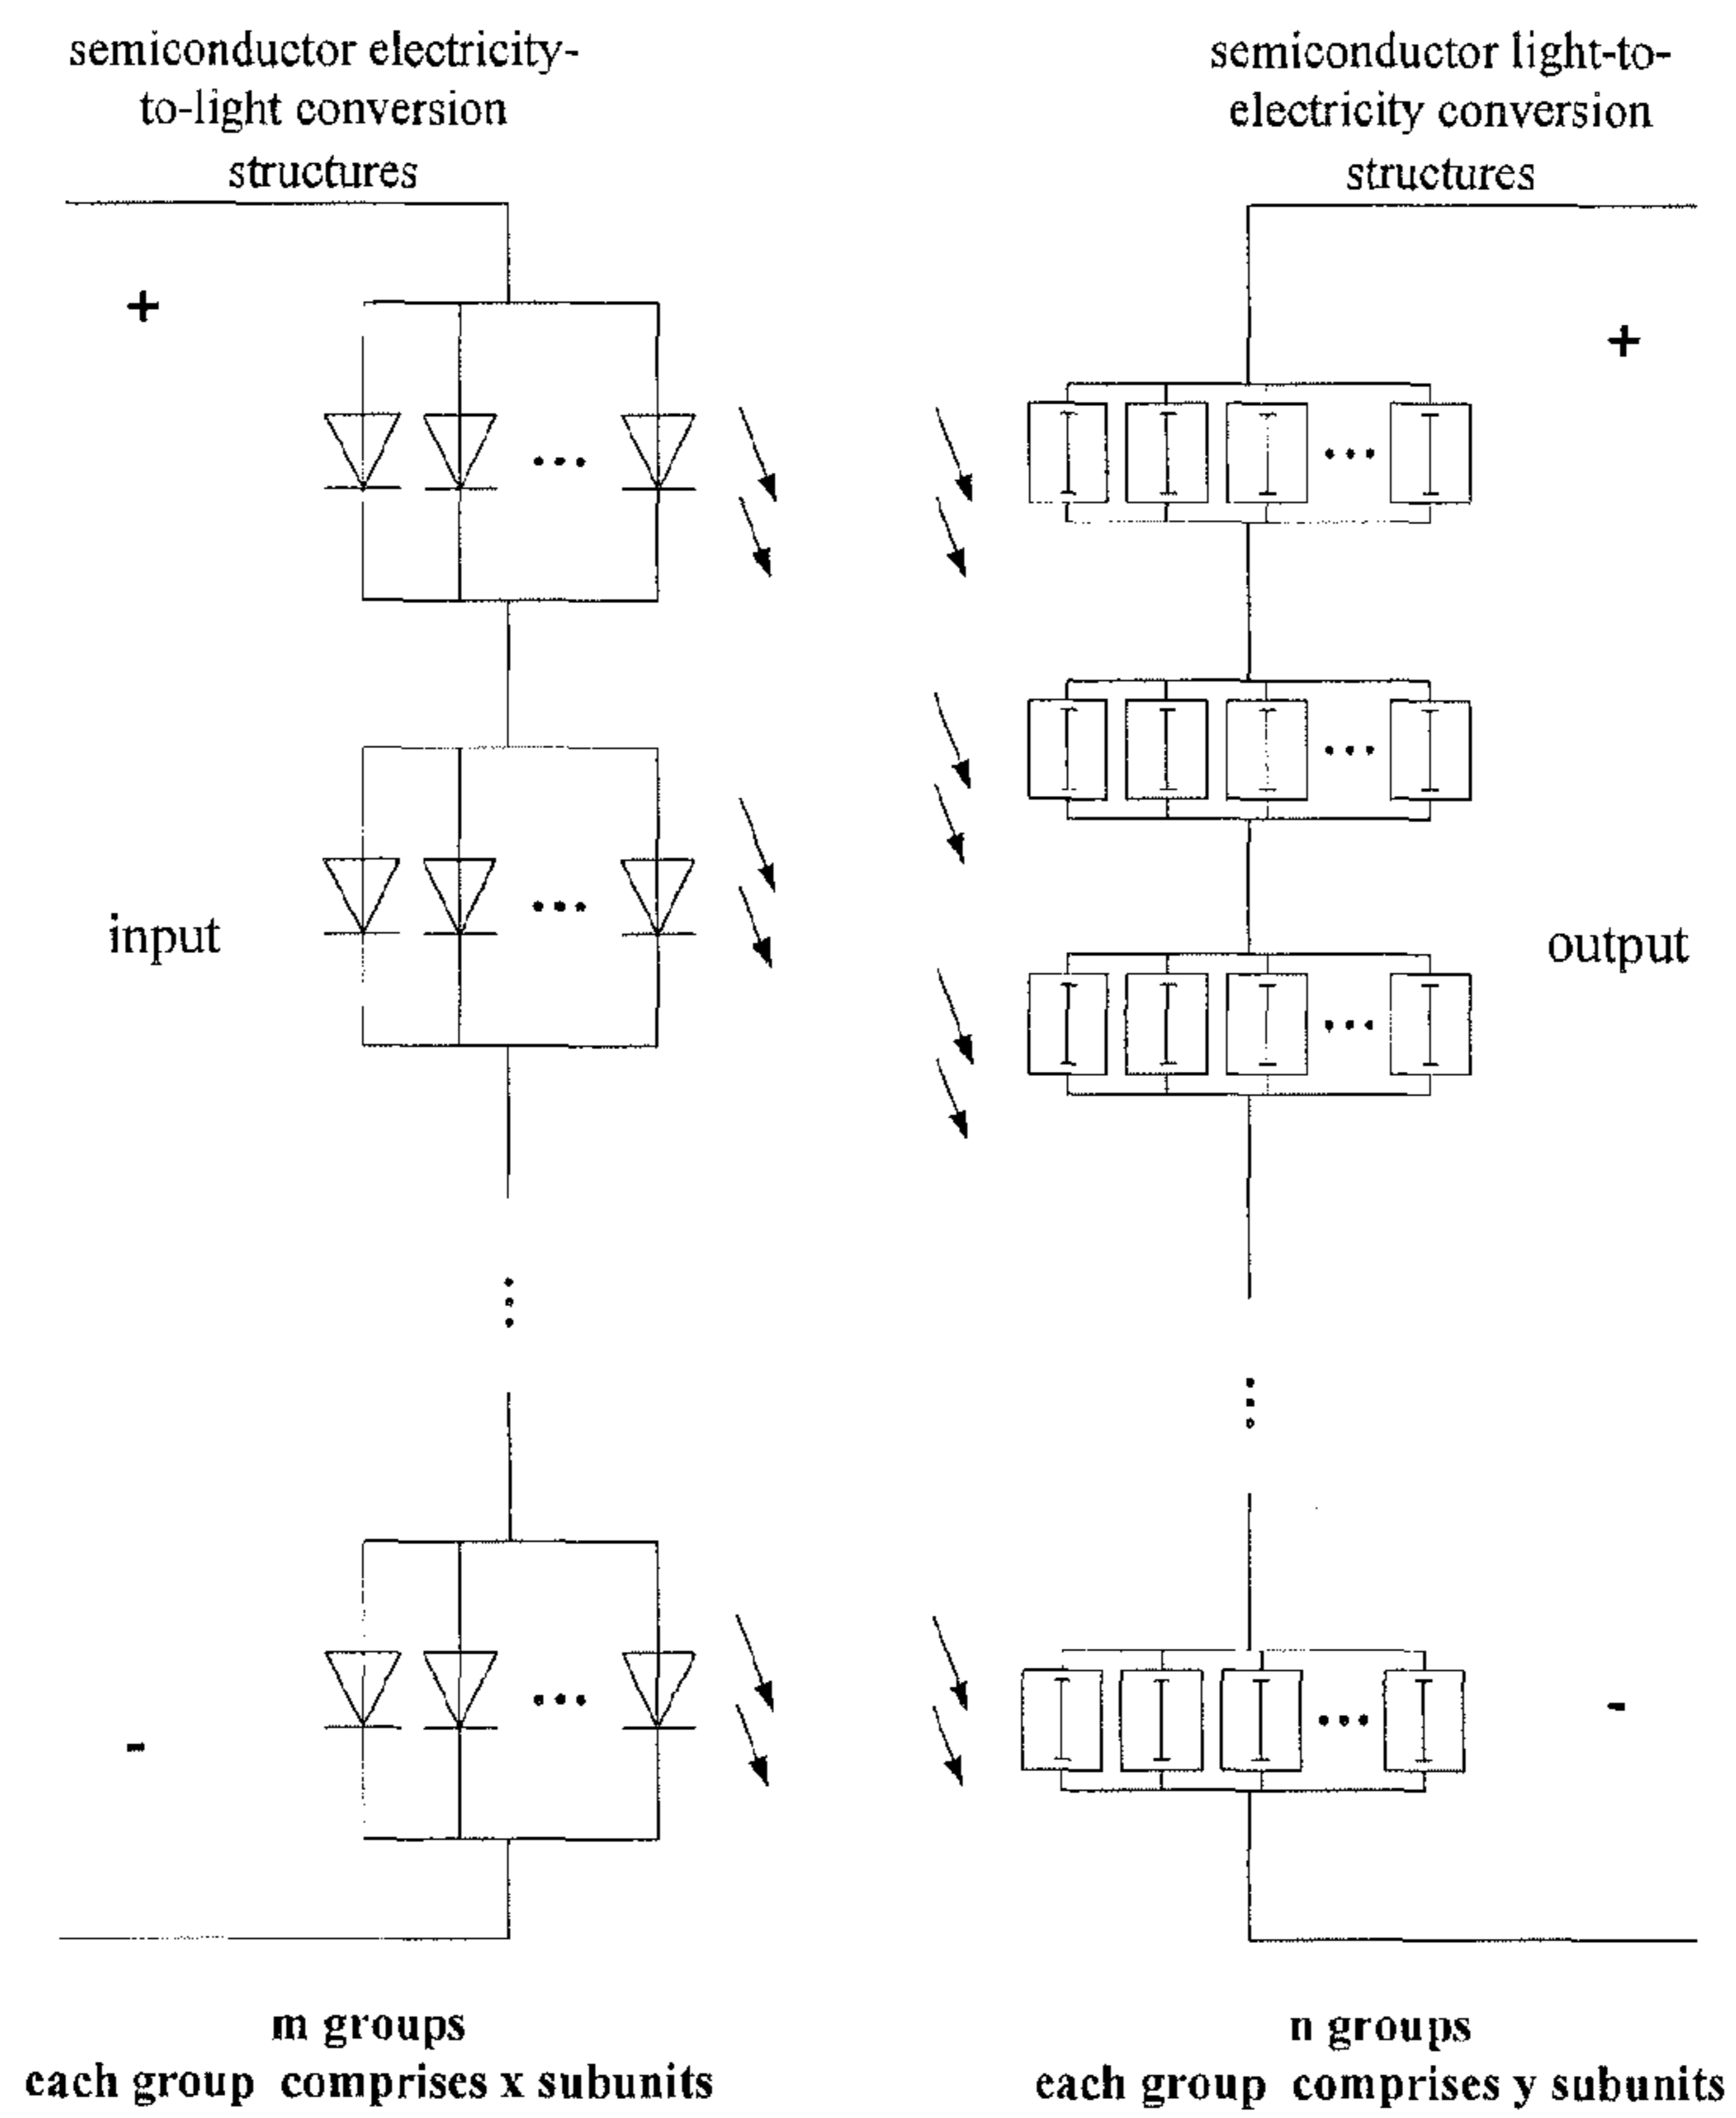 semiconductor electricity-
to-light conversion
structures
semiconductor light-to-
electricity conversion
structures
+
+
input
output
-
-
m groups
each group comprises x subunits
n groups
each group comprises y subunits